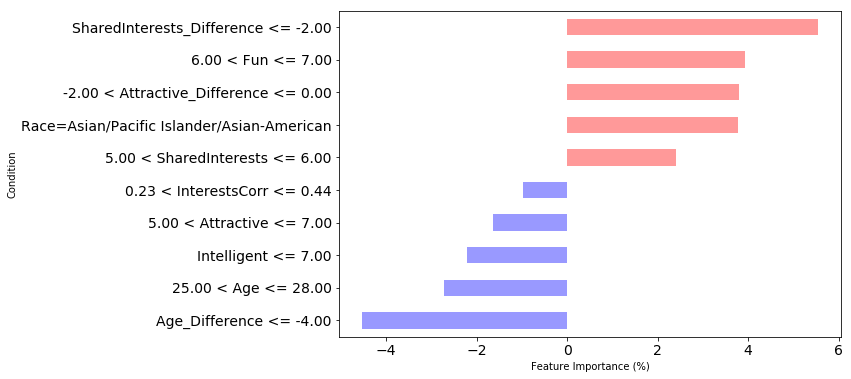 SharedInterests_Difference <= -2.00
6.00 < Fun <= 7.00
-2.00 < Attractive_Difference <= 0.00
Race=Asian/Pacific Islander/Asian-American
5.00 < SharedInterests <= 6.00
0.23 < InterestsCorr <= 0.44
5.00 < Attractive <= 7.00
Intelligent <= 7.00
25.00 < Age <= 28.00
Age_Difference <= -4.00
Condition
−4 −2 0 2 4 6
Feature Importance (%)